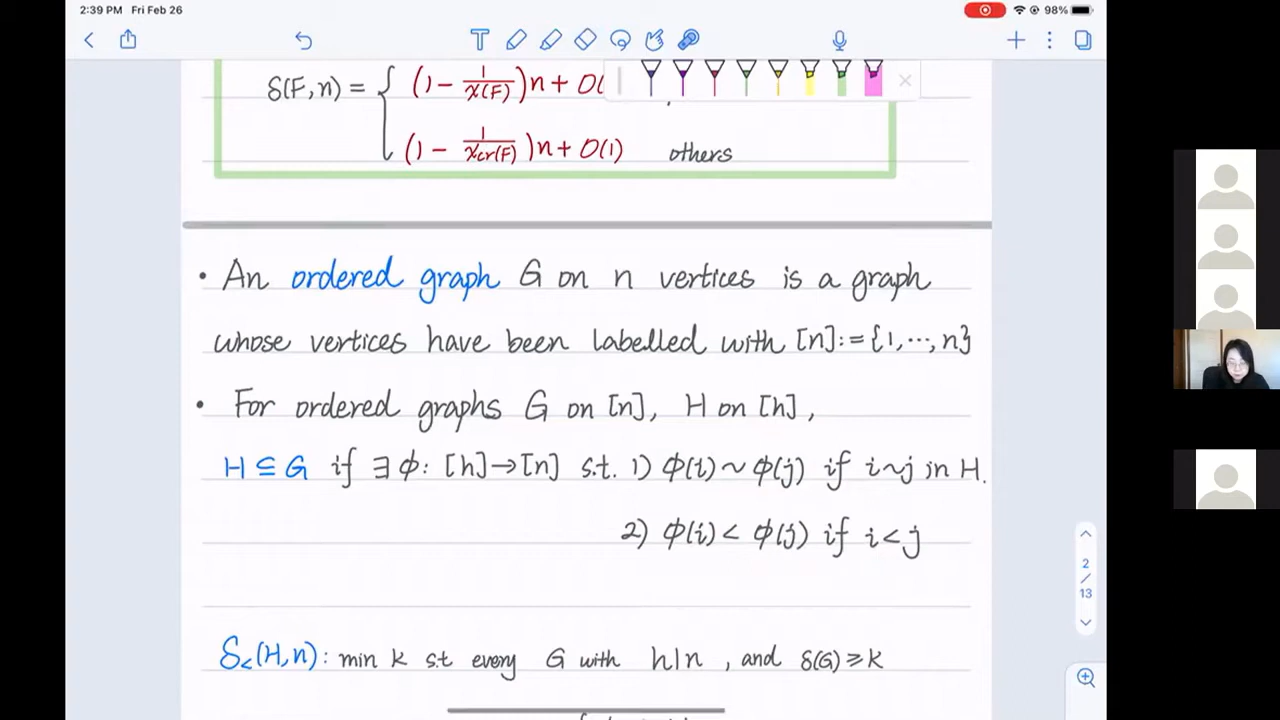 2:39 PM Fri Feb 26
98%
δ(F,n) = { (1 - 1/χ(F))n + O(
(1 - 1/χcr(F))n + O(1) others
• An ordered graph G on n vertices is a graph
whose vertices have been labelled with [n]:={1,⋯,n}
• For ordered graphs G on [n], H on [h],
H ⊆ G if ∃ φ: [h]→[n] s.t. 1) φ(i)~φ(j) if i~j in H.
2) φ(i)< φ(j) if i<j
δ<(H,n): min k s.t every G with h|n , and δ(G)≥k
2
/
13